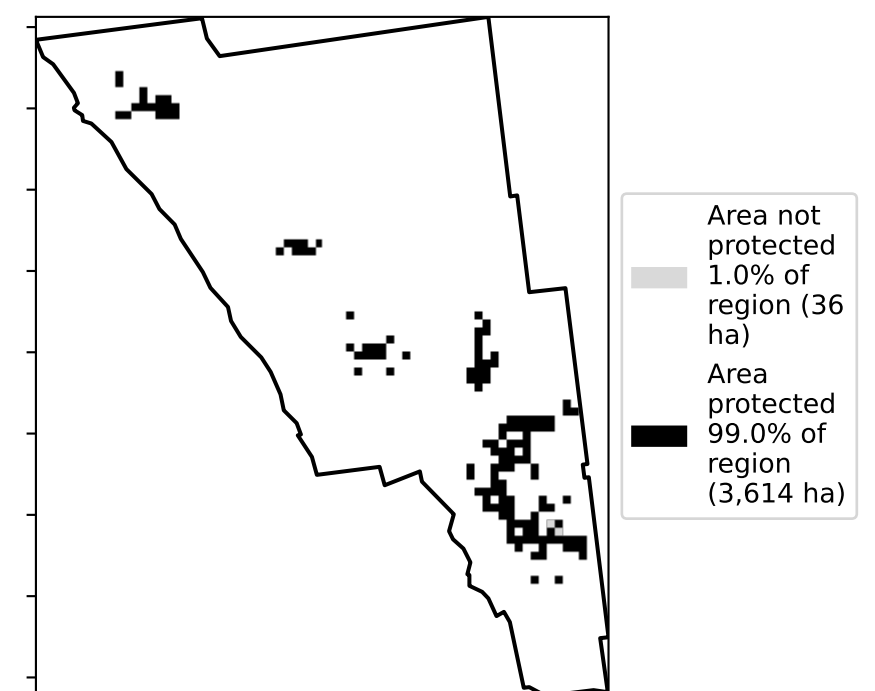 Area not
protected
1.0% of
region (36
ha)
Area
protected
99.0% of
region
(3,614 ha)